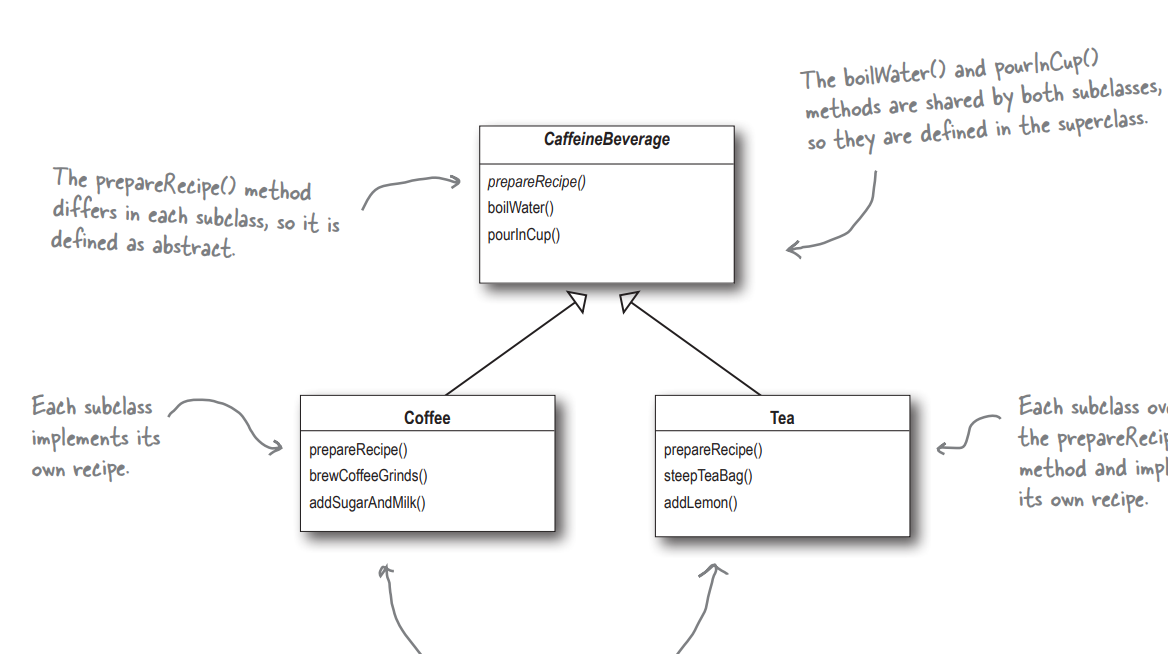 The boilWater() and pourInCup()
methods are shared by both subclasses,
so they are defined in the superclass.
CaffeineBeverage
prepareRecipe()
boilWater()
pourInCup()
The prepareRecipe() method
differs in each subclass, so it is
defined as abstract.
Each subclass
implements its
own recipe.
Coffee
prepareRecipe()
brewCoffeeGrinds()
addSugarAndMilk()
Tea
prepareRecipe()
steepTeaBag()
addLemon()
Each subclass
the
method and
its own recipe.